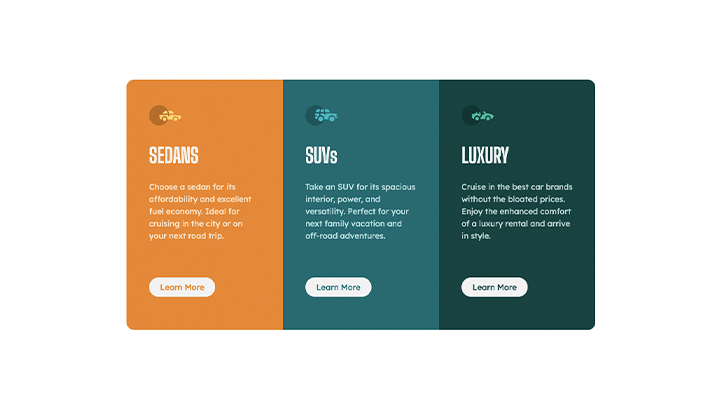 SEDANS
Choose a sedan for its
affordability and excellent
fuel economy. Ideal for
cruising in the city or on
your next road trip.
Learn More
SUVs
Take an SUV for its spacious
interior, power, and
versatility. Perfect for your
next family vacation and
off-road adventures.
Learn More
LUXURY
Cruise in the best car brands
without the bloated prices.
Enjoy the enhanced comfort
of a luxury rental and arrive
in style.
Learn More